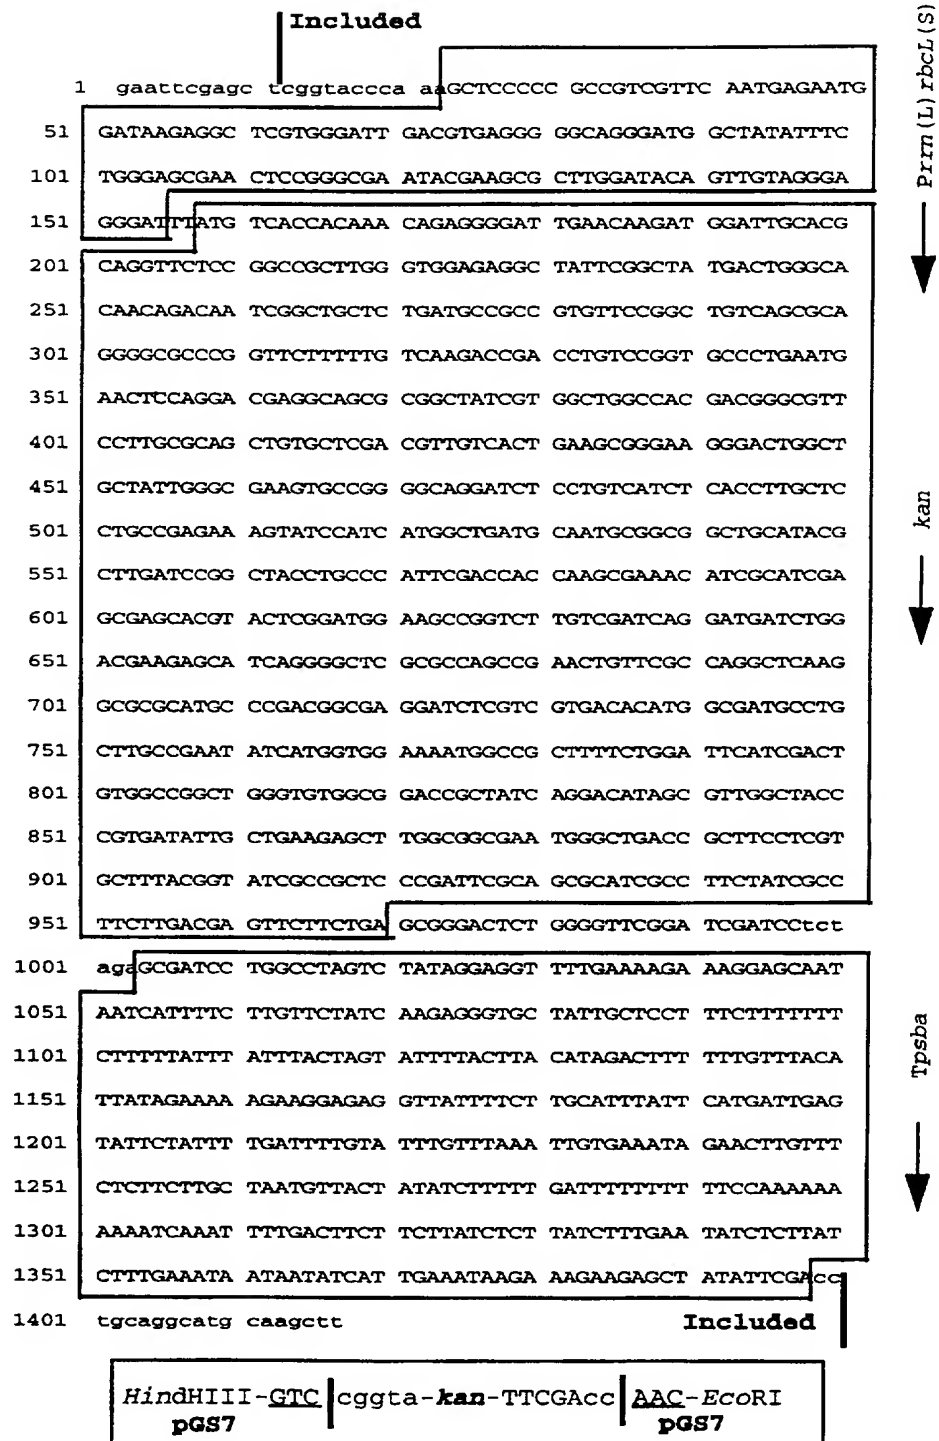 Included
1 gaattcgagc tcggtaccca aaGCTCCCCC GCCGTCGTTC AATGAGAATG
51 GATAAGAGGC TCGTGGGATT GACGTGAGGG GGCAGGGATG GCTATATTTC
101 TGGGAGCGAA CTCCGGGCGA ATACGAAGCG CTTGGATACA GTTGTAGGGA
151 GGGATTTATG TCACCACAAA CAGAGGGGATT TGAACAAGAT GGATTGCACG
201 CAGGTTCTCC GGCCGCTTGG GTGGAGAGGC TATTCGGCTA TGACTGGGCA
251 CAACAGACAA TCGGCTGCTC TGATGCCGCC GTGTTCCGGC TGTCAGCGCA
301 GGGGCGCCCG GTTCTTTTTG TCAAGACCGA CCTGTCCGGT GCCCTGAATG
351 AACTCCAGGA CGAGGCAGCG CGGCTATCGT GGCTGGCCAC GACGGGCGTT
401 CCTTGCGCAG CTGTGCTCGA CGTTGTCACT GAAGCGGGAA GGGACTGGCT
451 GCTATTGGGC GAAGTGCCGG GGCAGGATCT CCTGTCATCT CACCTTGCTC
501 CTGCCGAGAA AGTATCCATC ATGGCTGATG CAATGCGGCG GCTGCATACG
551 CTTGATCCGG CTACCTGCCC ATTCGACCAC CAAGCGAAAC ATCGCATCGA
601 GCGAGCACGT ACTCGGATGG AAGCCGGTCT TGTCGATCAG GATGATCTGG
651 ACGAAGAGCA TCAGGGGCTC GCGCCAGCCG AACTGTTCGC CAGGCTCAAG
701 GCGCGCATGC CCGACGGCGA GGATCTCGTC GTGACACATG GCGATGCCTG
751 CTTGCCGAAT ATCATGGTGG AAAATGGCCG CTTTTCTGGA TTCATCGACT
801 GTGGCCGGCT GGGTGTGGCG GACCGCTATC AGGACATAGC GTTGGCTACC
851 CGTGATATTG CTGAAGAGCT TGGCGGCGAA TGGGCTGACC GCTTCCTCGT
901 GCTTTACGGT ATCGCCGCTC CCGATTCGCA GCGCATCGCC TTCTATCGCC
951 TTCTTGACGA GTTCTTCTGA GCGGGACTCT GGGGTTCGGA TCGATCCtct
1001 agaGCGATCC TGGCCTAGTC TATAGGAGGT TTTGAAAAGA AAGGAGCAAT
1051 AATCATTTTC TTGTTCTATC AAGAGGGTGC TATTGCTCCT TTCTTTTTTT
1101 CTTTTTATTT ATTTACTAGT ATTTTACTTA CATAGACTTT TTTGTTTACA
1151 TTATAGAAAA AGAAGGAGAG GTTATTTTCT TGCATTTATT CATGATTGAG
1201 TATTCTATTT TGATTTTGTA TTTGTTTAAA TTGTGAAATA GAACTTGTTT
1251 CTCTTCTTGC TAATGTTACT ATATCTTTTT GATTTTTTTT TTCCAAAAAA
1301 AAAATCAAAT TTTGACTTCT TCTTATCTCT TATCTTTGAA TATCTCTTAT
1351 CTTTGAAATA ATAATATCAT TGAAATAAGA AAGAAGAGCT ATATTCGAcc
1401 tgcaggcatg caagctt
Included
Prrn(L)rbcL(S)
kan
Tpsba
HindHIII-GTC cggta-kan-TTCGAcc AAC-EcoRI
pGS7 pGS7